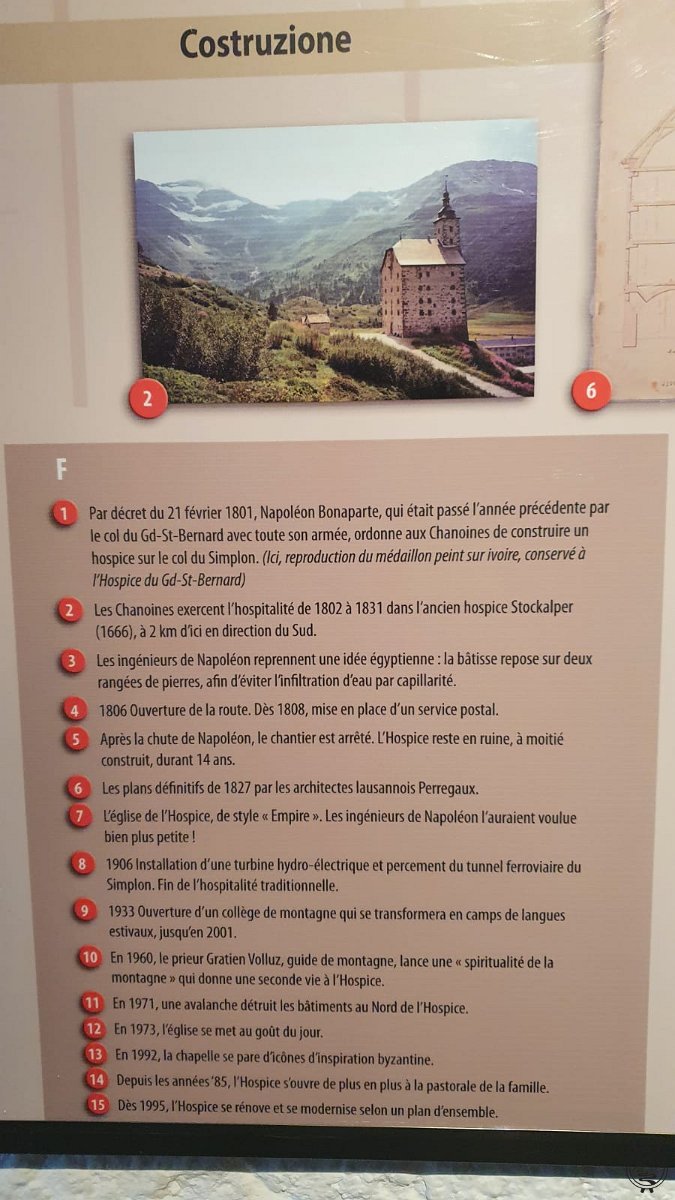 Costruzione
2
6
F
1 Par décret du 21 février 1801, Napoléon Bonaparte, qui était passé l'année précédente par
le col du Gd-St-Bernard avec toute son armée, ordonne aux Chanoines de construire un
hospice sur le col du Simplon. (Ici, reproduction du médaillon peint sur ivoire, conservé à
l'Hospice du Gd-St-Bernard)
2 Les Chanoines exercent l'hospitalité de 1802 à 1831 dans l'ancien hospice Stockalper
(1666), à 2 km d'ici en direction du Sud.
3 Les ingénieurs de Napoléon reprennent une idée égyptienne : la bâtisse repose sur deux
rangées de pierres, afin d'éviter l'infiltration d'eau par capillarité.
4 1806 Ouverture de la route. Dès 1808, mise en place d'un service postal.
5 Après la chute de Napoléon, le chantier est arrêté. L'Hospice reste en ruine, à moitié
construit, durant 14 ans.
6 Les plans définitifs de 1827 par les architectes lausannois Perregaux.
7 L'église de l'Hospice, de style « Empire ». Les ingénieurs de Napoléon l'auraient voulue
bien plus petite !
8 1906 Installation d'une turbine hydro-électrique et percement du tunnel ferroviaire du
Simplon. Fin de l'hospitalité traditionnelle.
9 1933 Ouverture d'un collège de montagne qui se transformera en camps de langues
estivaux, jusqu'en 2001.
10 En 1960, le prieur Gratien Volluz, guide de montagne, lance une « spiritualité de la
montagne » qui donne une seconde vie à l'Hospice.
11 En 1971, une avalanche détruit les bâtiments au Nord de l'Hospice.
12 En 1973, l'église se met au goût du jour.
13 En 1992, la chapelle se pare d'icônes d'inspiration byzantine.
14 Depuis les années '85, l'Hospice s'ouvre de plus en plus à la pastorale de la famille.
15 Dès 1995, l'Hospice se rénove et se modernise selon un plan d'ensemble.